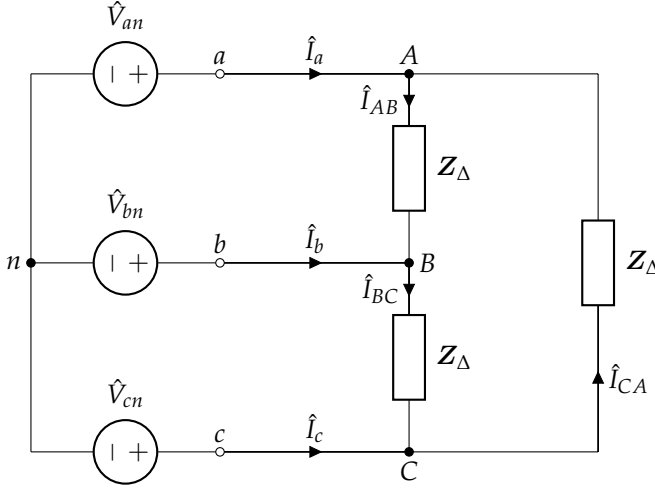 V̂an
− +
a
Îa
A
ÎAB
ZΔ
V̂bn
n
− +
b
Îb
B
ÎBC
ZΔ
ZΔ
V̂cn
− +
c
Îc
C
ÎCA